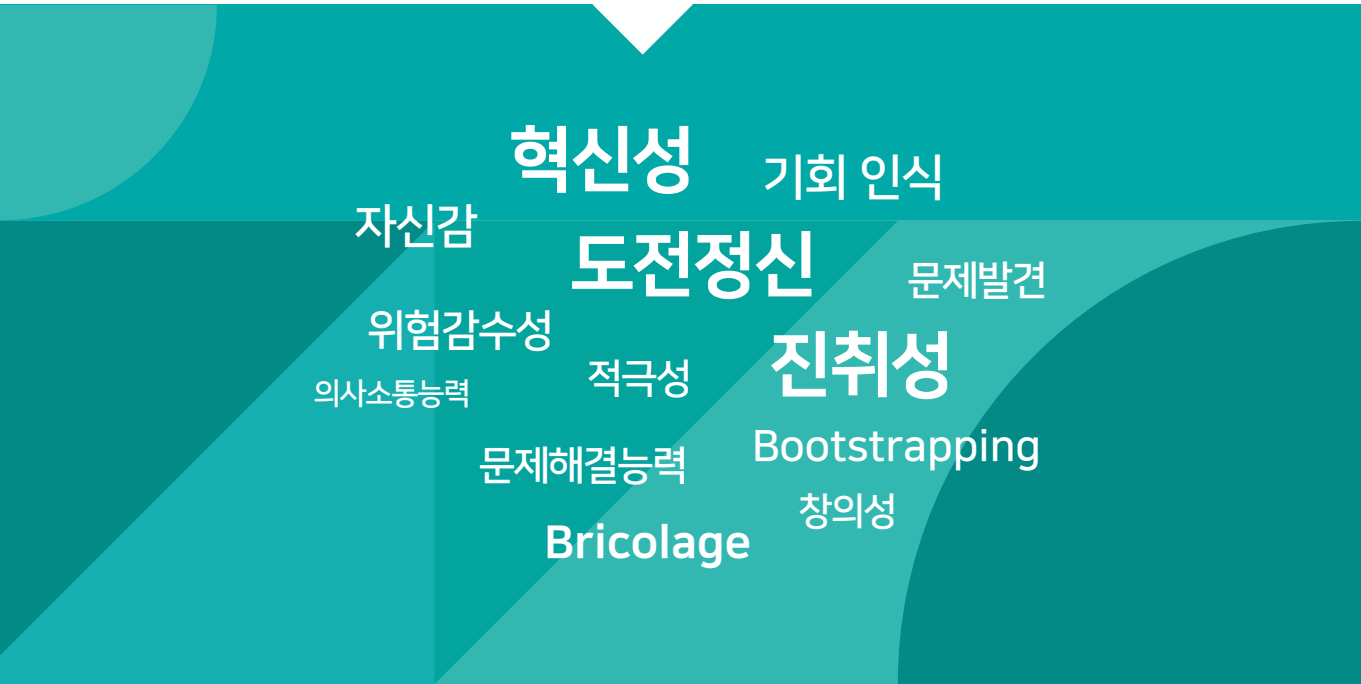 혁신성
기회 인식
자신감
도전정신
문제발견
위험감수성
진취성
적극성
의사소통능력
Bootstrapping
문제해결능력
창의성
Bricolage